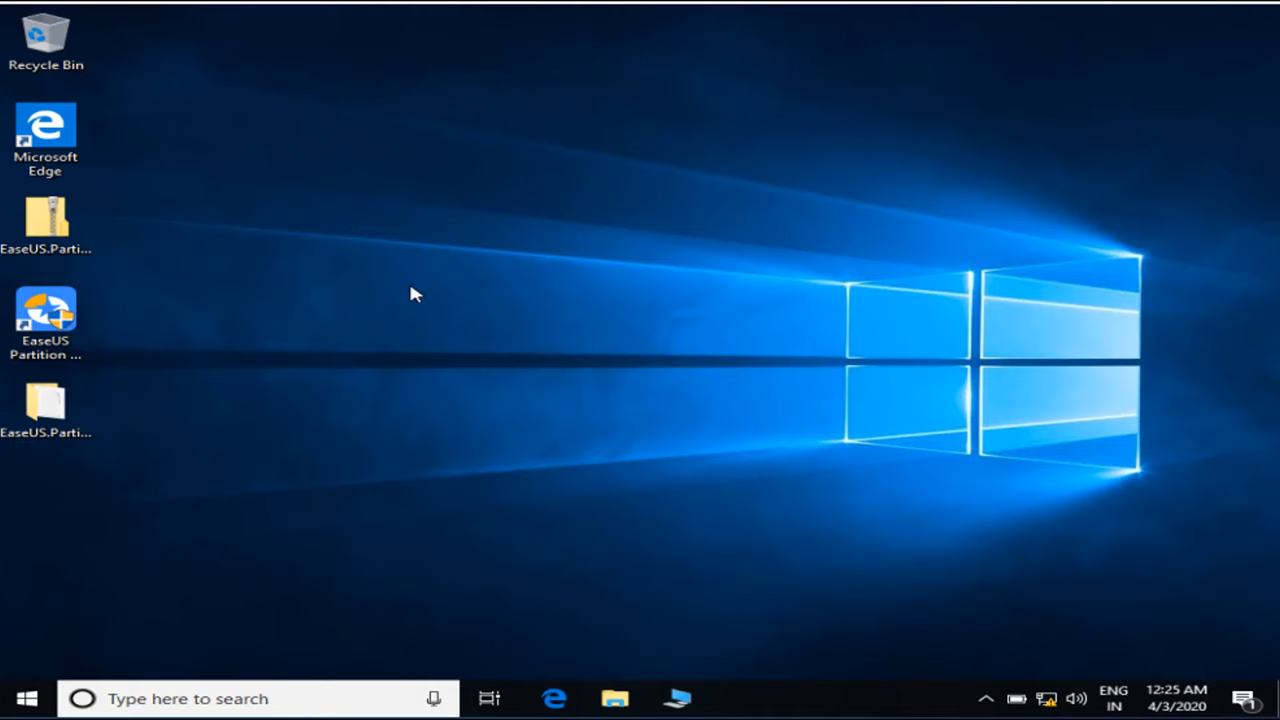 Recycle Bin
Microsoft
Edge
EaseUS.Parti...
EaseUS
Partition ...
EaseUS.Parti...
Type here to search
ENG
IN
12:25 AM
4/3/2020
1